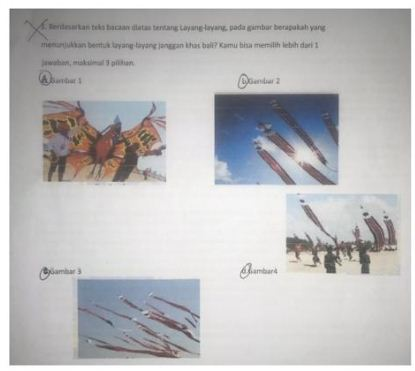 1. Berdasarkan teks bacaan diatas tentang Layang-layang, pada gambar berapakah yang
menunjukkan bentuk layang-layang janggan khas bali? Kamu bisa memilih lebih dari 1
jawaban, maksimal 3 pilihan.
A. Gambar 1
b. Gambar 2
c. Gambar 3
d. Gambar4